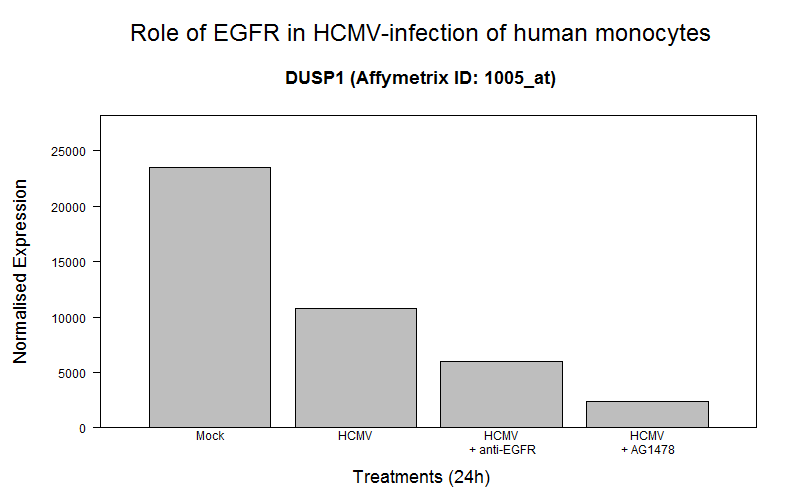 Role of EGFR in HCMV-infection of human monocytes
DUSP1 (Affymetrix ID: 1005_at)
Normalised Expression
25000
20000
15000
10000
5000
0
Mock
HCMV
HCMV
+ anti-EGFR
HCMV
+ AG1478
Treatments (24h)